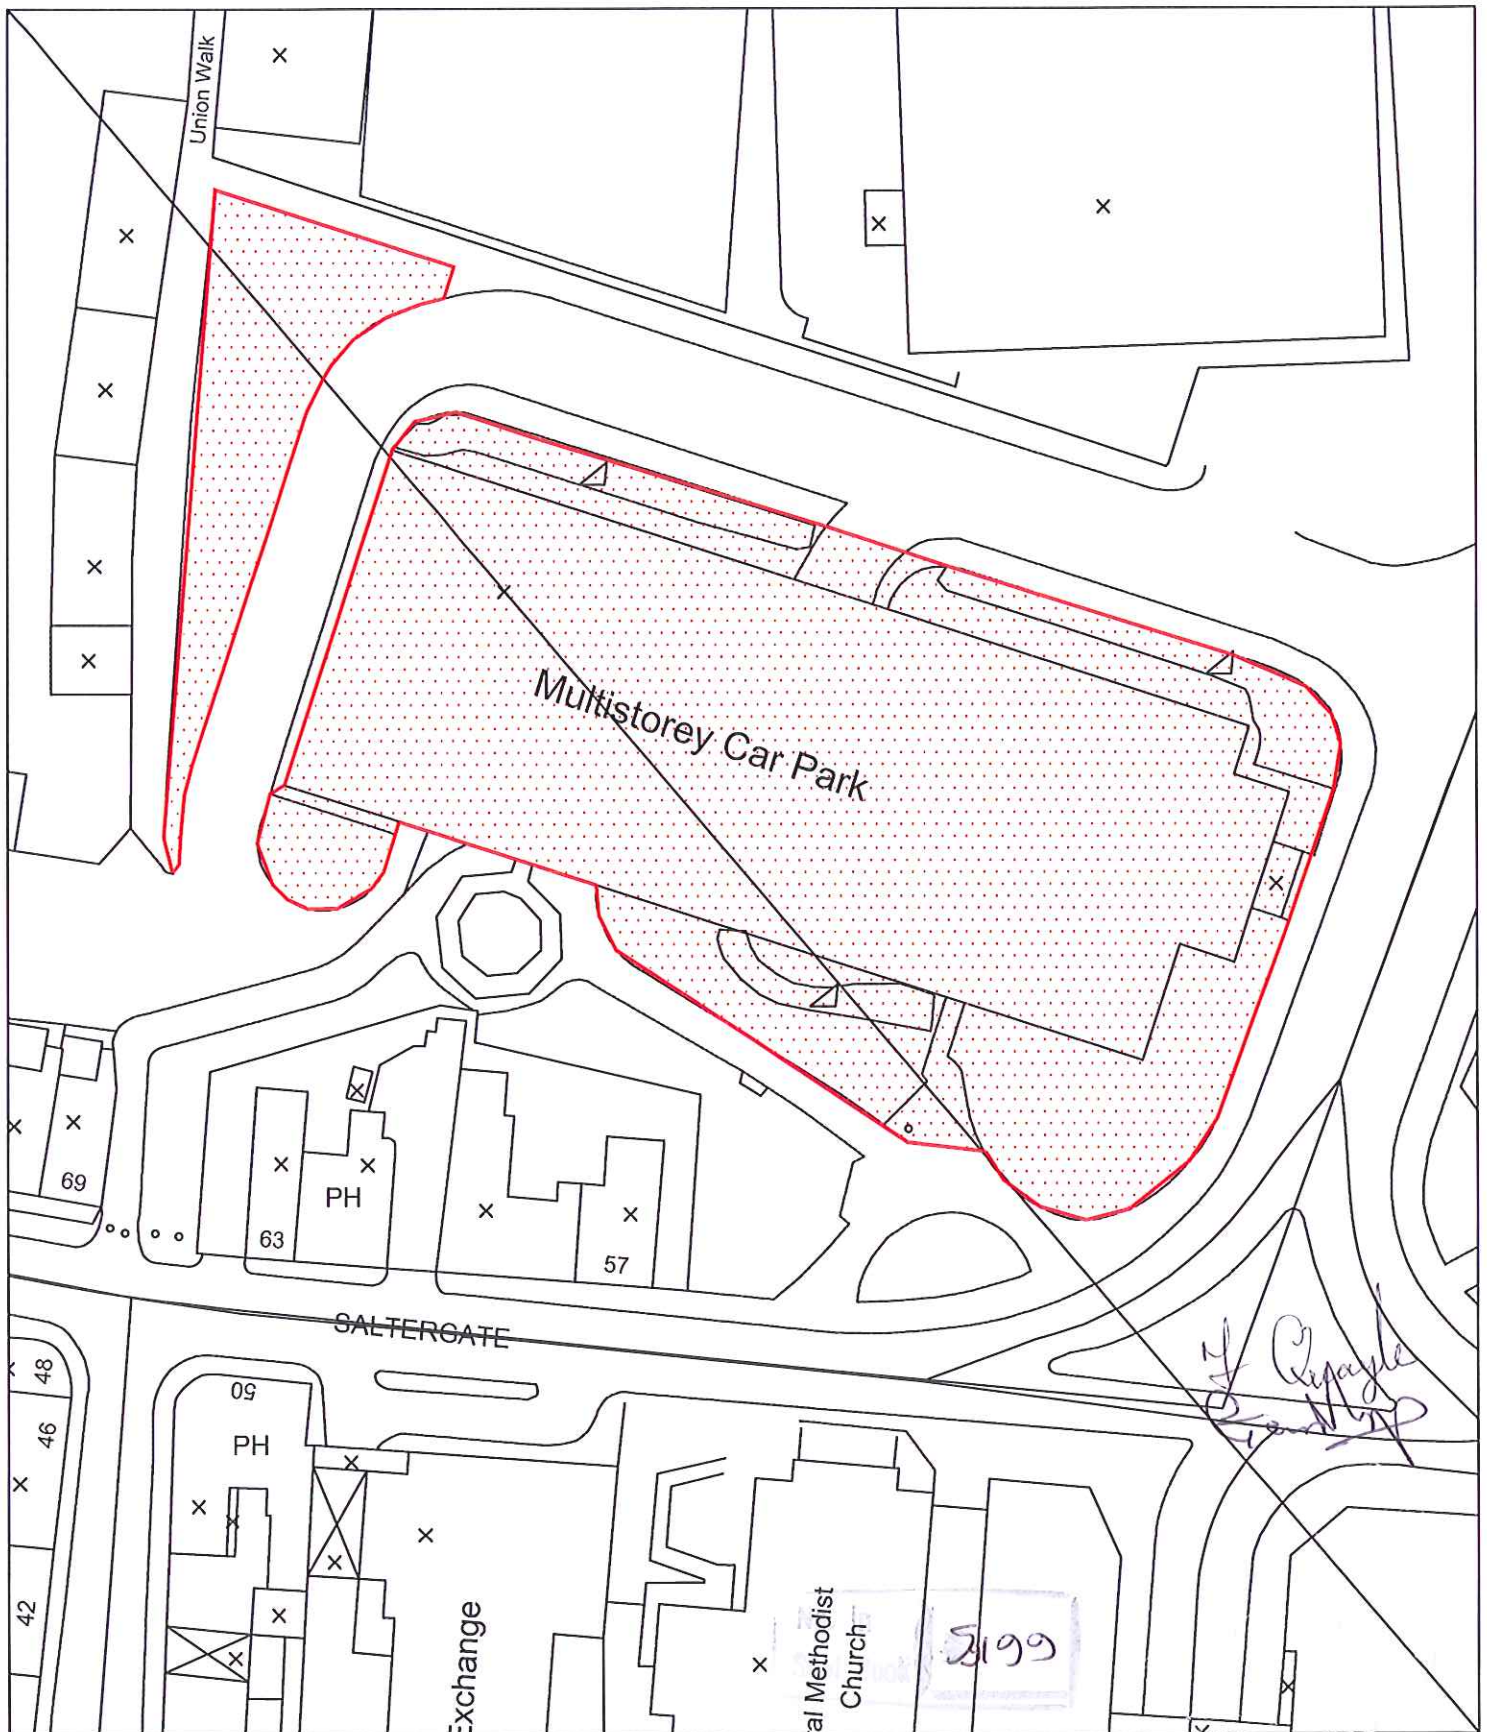 Union Walk
Multistorey Car Park
69
63
PH
57
SALTERGATE
48
46
50
PH
42
Exchange
al Methodist
Church
5199